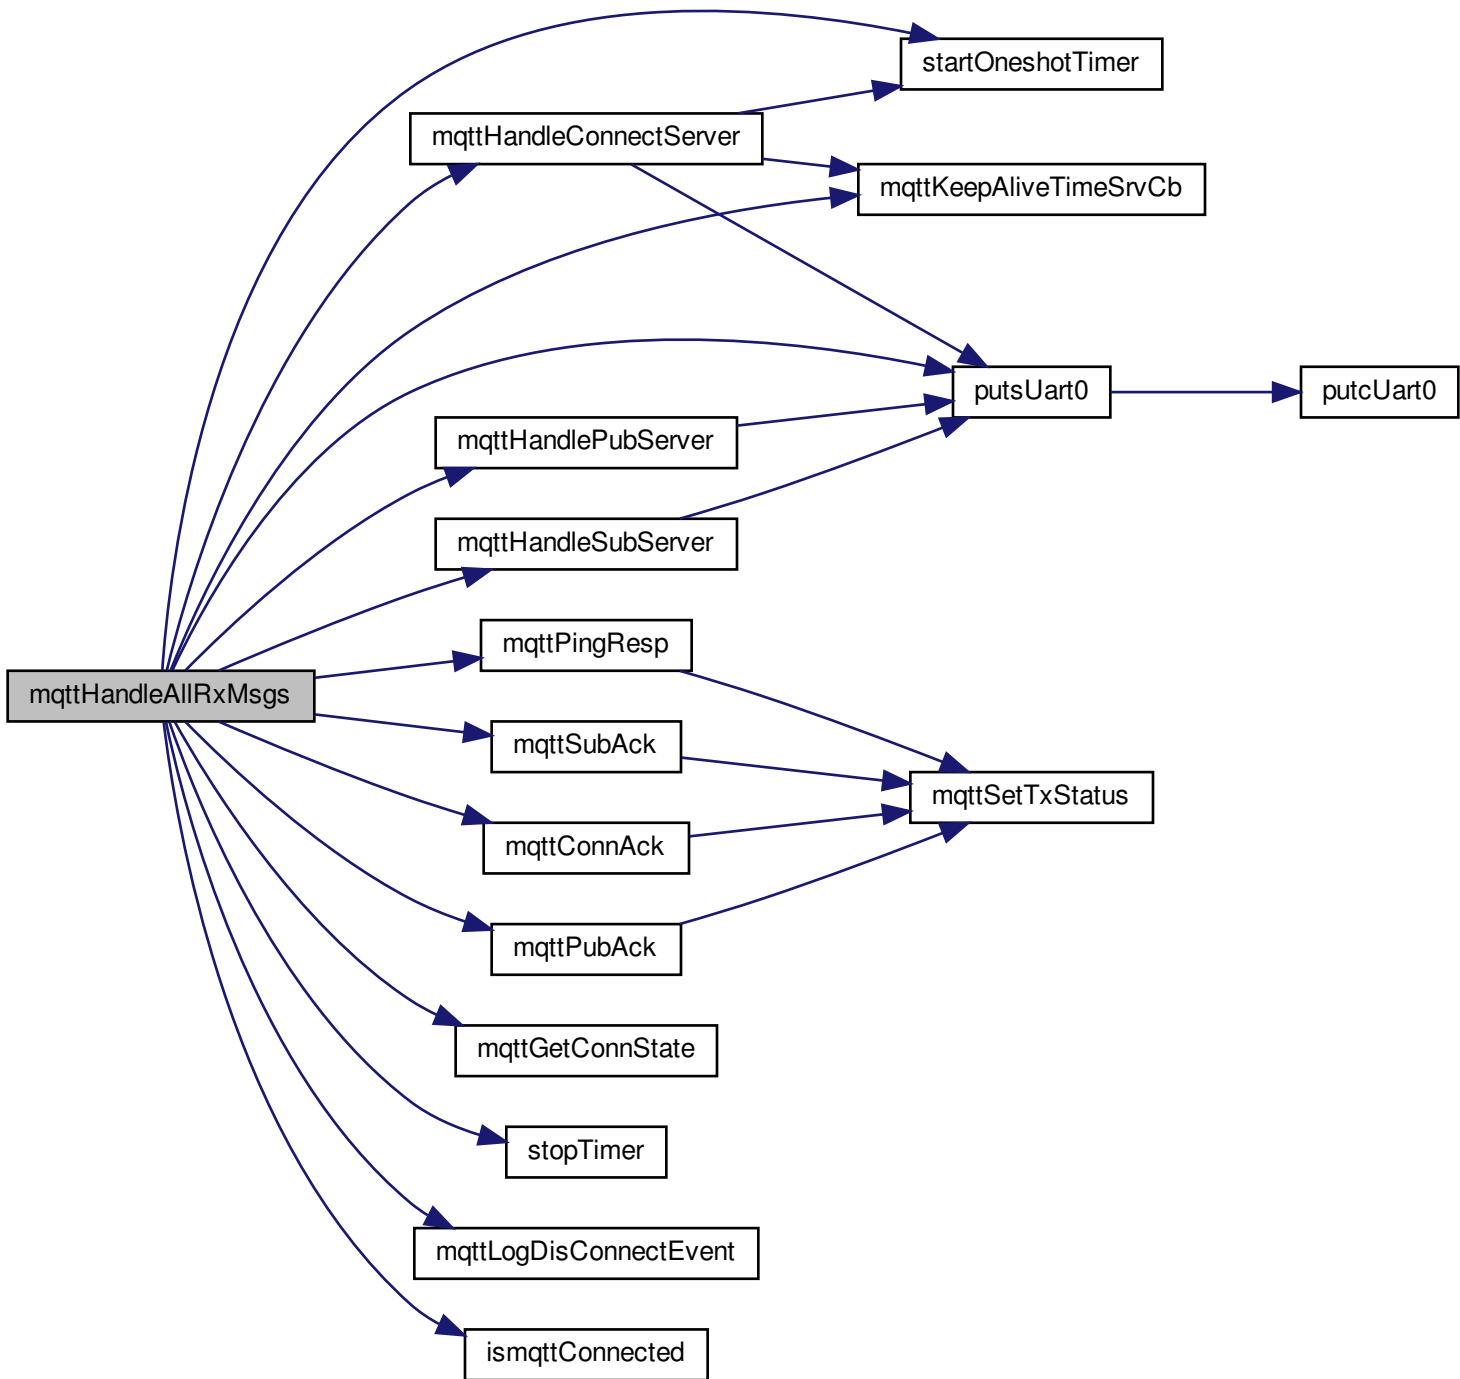 startOneshotTimer
mqttHandleConnectServer
mqttKeepAliveTimeSrvCb
putsUart0
putcUart0
mqttHandlePubServer
mqttHandleSubServer
mqttPingResp
mqttHandleAllRxMsgs
mqttSubAck
mqttSetTxStatus
mqttConnAck
mqttPubAck
mqttGetConnState
stopTimer
mqttLogDisConnectEvent
ismqttConnected